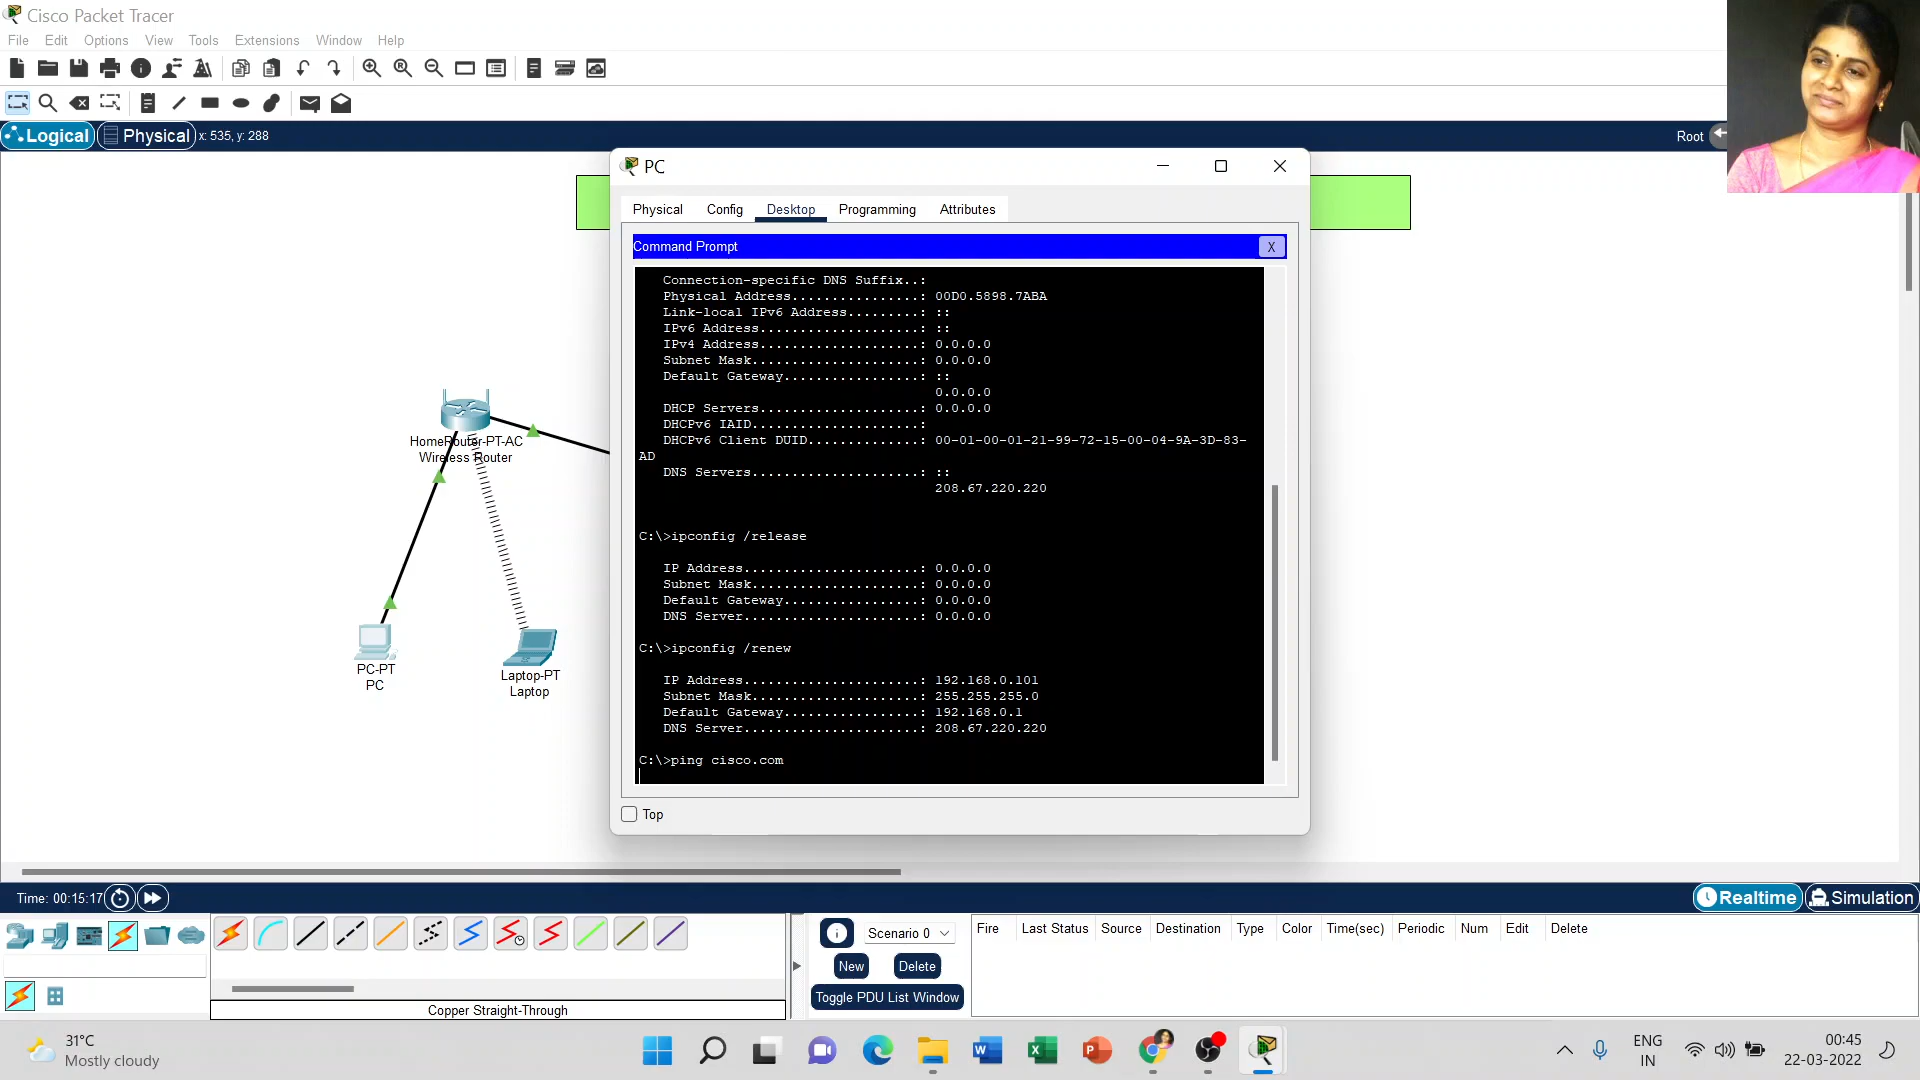 Cisco Packet Tracer
File Edit Options View Tools Extensions Window Help
Logical Physical x: 535, y: 288
Root
PC
Physical Config Desktop Programming Attributes
Command Prompt X
Connection-specific DNS Suffix..:
Physical Address................: 00D0.5898.7ABA
Link-local IPv6 Address.........: ::
IPv6 Address....................: ::
IPv4 Address....................: 0.0.0.0
Subnet Mask.....................: 0.0.0.0
Default Gateway.................: ::
0.0.0.0
DHCP Servers....................: 0.0.0.0
DHCPv6 IAID.....................:
DHCPv6 Client DUID..............: 00-01-00-01-21-99-72-15-00-04-9A-3D-83-
AD
DNS Servers.....................: ::
208.67.220.220
C:\>ipconfig /release
IP Address......................: 0.0.0.0
Subnet Mask.....................: 0.0.0.0
Default Gateway.................: 0.0.0.0
DNS Server......................: 0.0.0.0
C:\>ipconfig /renew
IP Address......................: 192.168.0.101
Subnet Mask.....................: 255.255.255.0
Default Gateway.................: 192.168.0.1
DNS Server......................: 208.67.220.220
C:\>ping cisco.com
Top
HomeRouter-PT-AC
Wireless Router
PC-PT
PC
Laptop-PT
Laptop
Time: 00:15:17
Realtime Simulation
Scenario 0
New Delete
Toggle PDU List Window
Fire Last Status Source Destination Type Color Time(sec) Periodic Num Edit Delete
Copper Straight-Through
31°C
Mostly cloudy
ENG
IN
00:45
22-03-2022